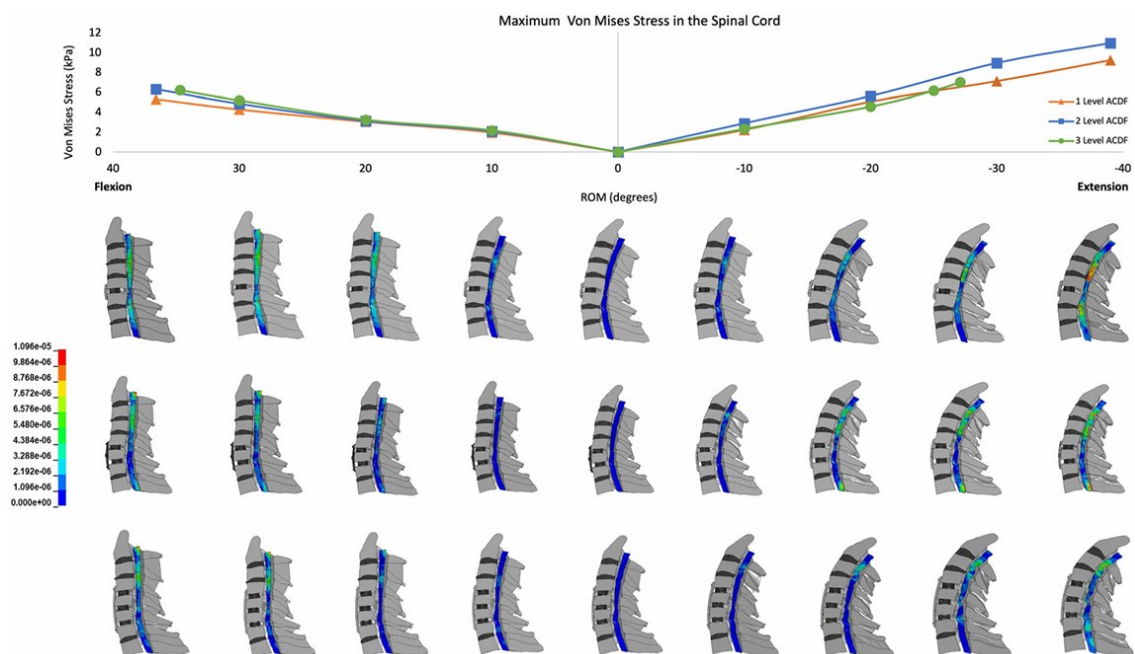 Maximum Von Mises Stress in the Spinal Cord
Von Mises Stress (kPa)
12
10
8
6
4
2
0
40 30 20 10 0 -10 -20 -30 -40
Flexion
ROM (degrees)
Extension
1 Level ACDF
2 Level ACDF
3 Level ACDF
1.096e-05
9.864e-06
8.768e-06
7.672e-06
6.576e-06
5.480e-06
4.384e-06
3.288e-06
2.192e-06
1.096e-06
0.000e+00